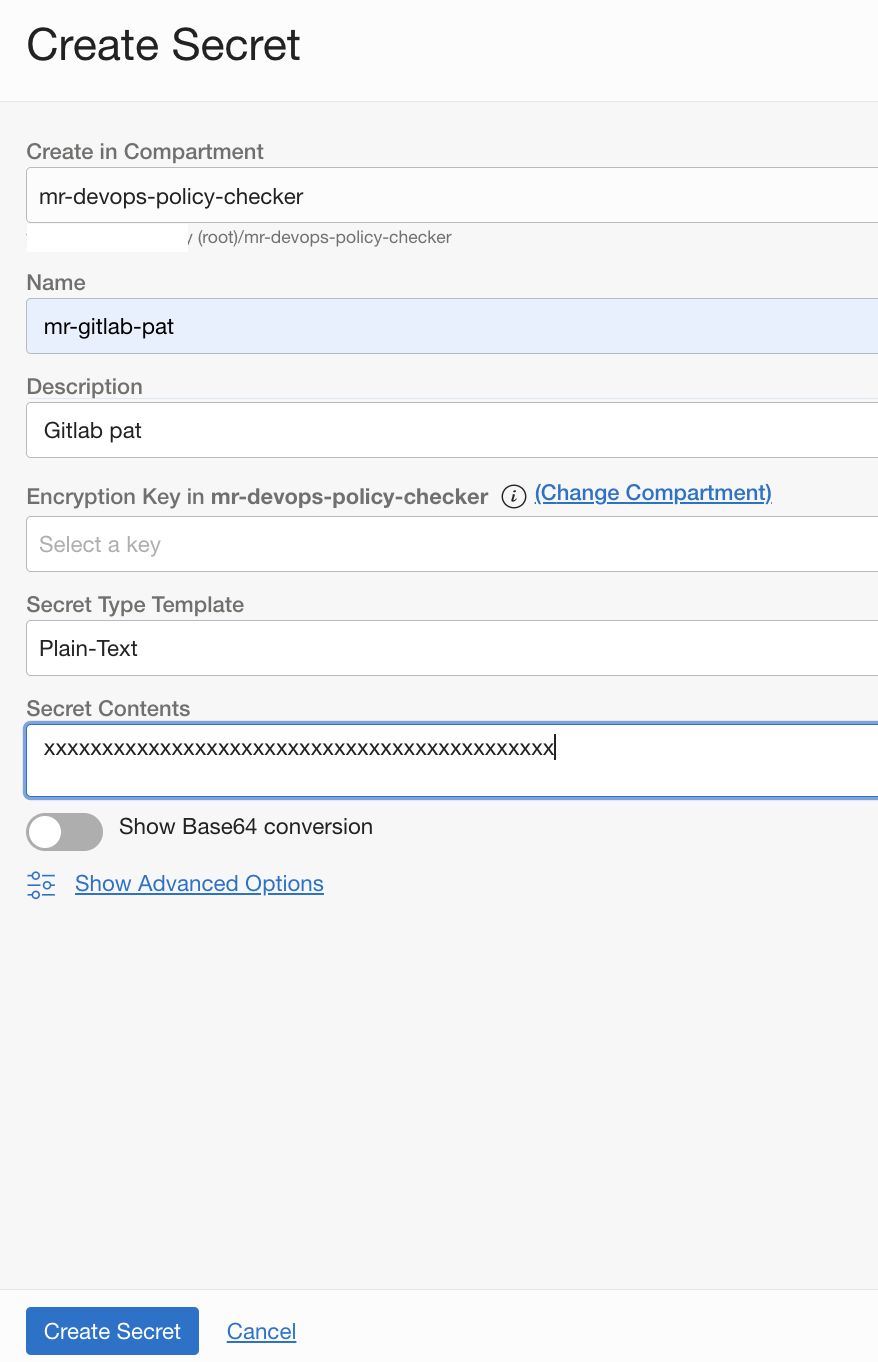 Create Secret
Create in Compartment
mr-devops-policy-checker
(root)/mr-devops-policy-checker
Name
mr-gitlab-pat
Description
Gitlab pat
Encryption Key in mr-devops-policy-checker i (Change Compartment)
Select a key
Secret Type Template
Plain-Text
Secret Contents
xxxxxxxxxxxxxxxxxxxxxxxxxxxxxxxxxxxxxxxxxxxx
Show Base64 conversion
Show Advanced Options
Create Secret Cancel